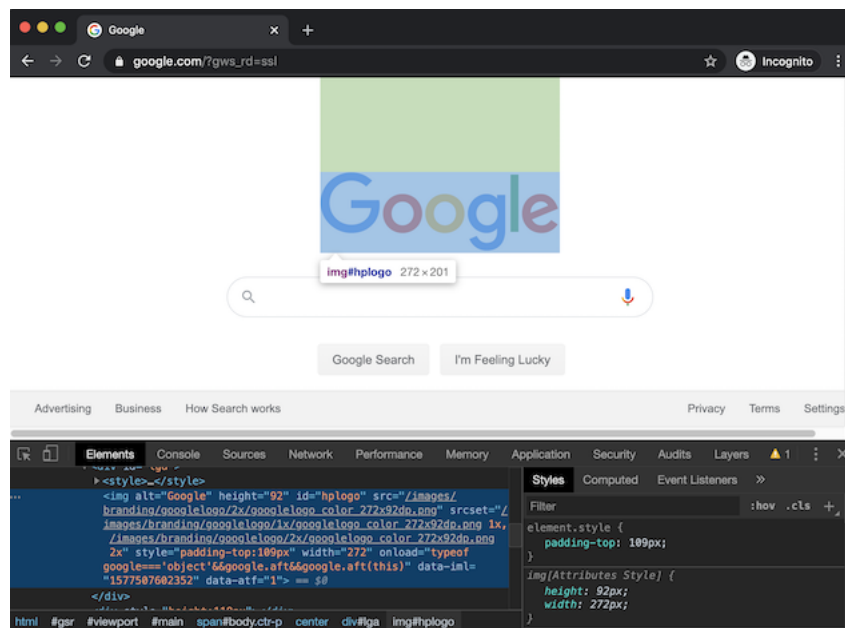 Google
google.com/?gws_rd=ssl
Incognito
Google
img#hplogo 272 × 201
Google Search
I'm Feeling Lucky
Advertising Business How Search works Privacy Terms Settings
Elements Console Sources Network Performance Memory Application Security Audits Layers 1
▶<style>…</style>
<img alt="Google" height="92" id="hplogo" src="/images/
branding/googlelogo/2x/googlelogo_color_272x92dp.png" srcset="/
images/branding/googlelogo/1x/googlelogo_color_272x92dp.png 1x,
/images/branding/googlelogo/2x/googlelogo_color_272x92dp.png
2x" style="padding-top:109px" width="272" onload="typeof
google==='object'&&google.aft&&google.aft(this)" data-iml=
"1577507602352" data-atf="1"> == $0
</div>
html #gsr #viewport #main span#body.ctr-p center div#lga img#hplogo
Styles Computed Event Listeners »
Filter :hov .cls +
element.style {
padding-top: 109px;
}
img[Attributes Style] {
height: 92px;
width: 272px;
}